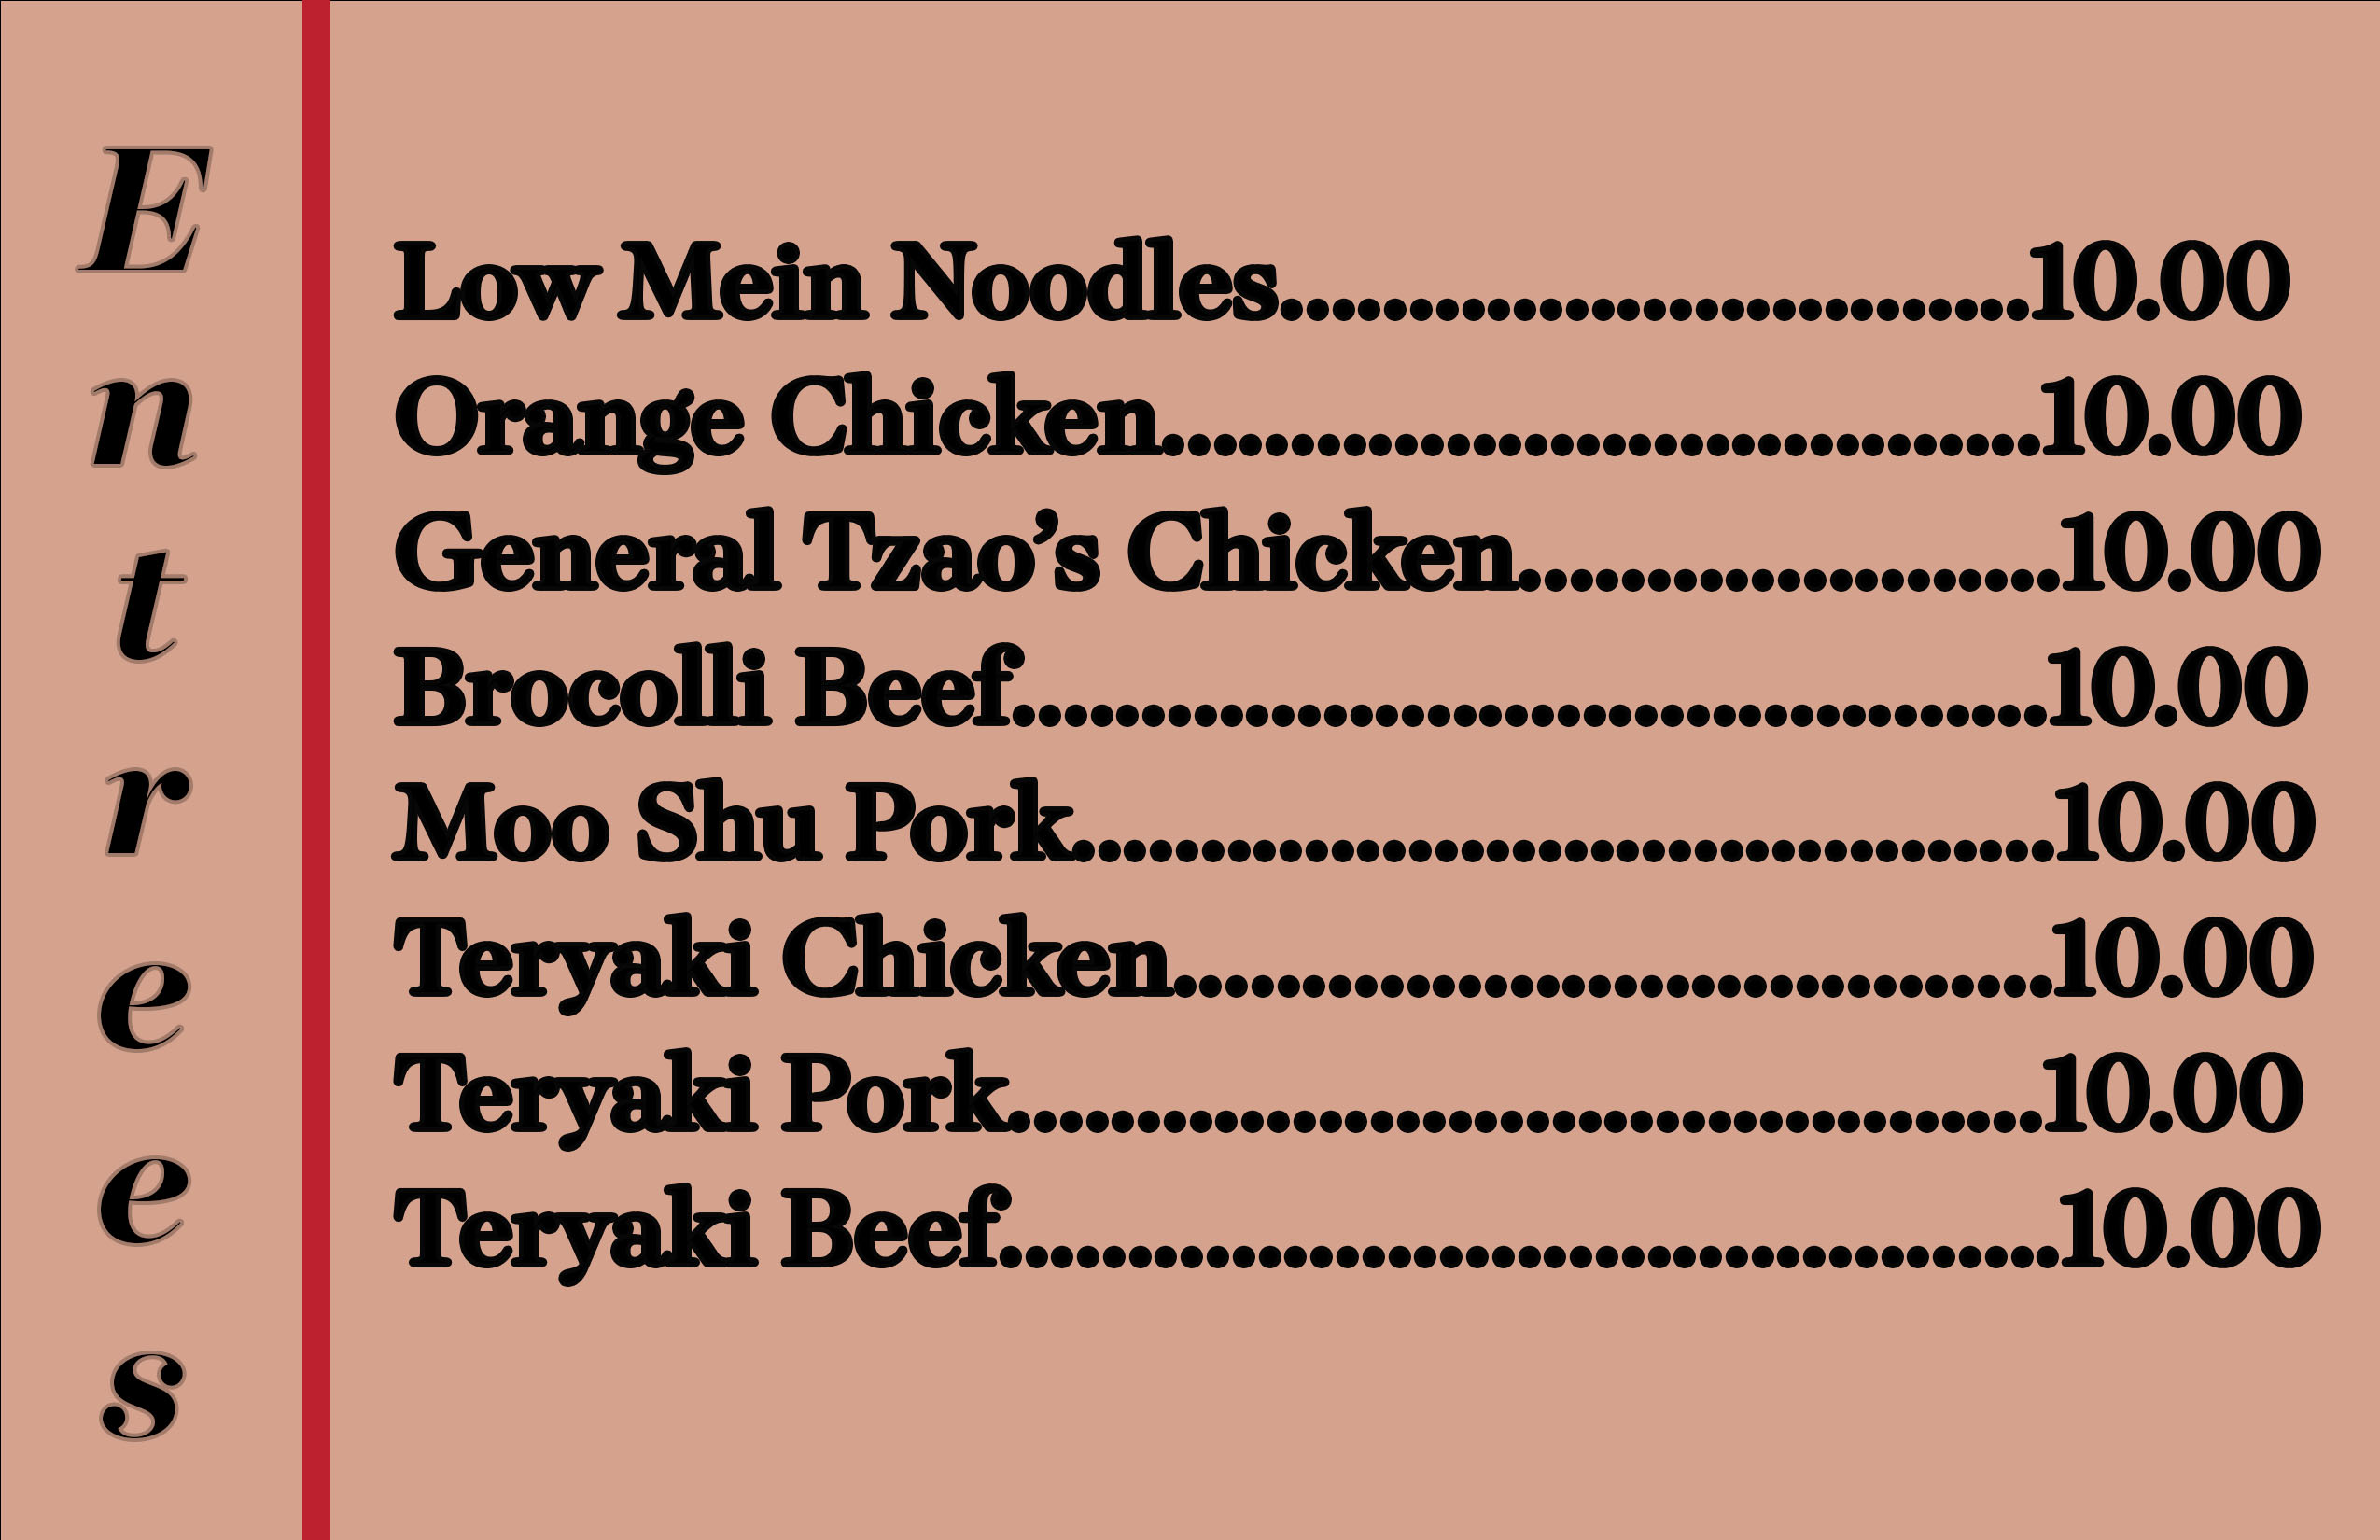 Entrees
Low Mein Noodles.............................10.00
Orange Chicken..................................10.00
General Tzao’s Chicken.....................10.00
Brocolli Beef........................................10.00
Moo Shu Pork......................................10.00
Teryaki Chicken..................................10.00
Teryaki Pork........................................10.00
Teryaki Beef.........................................10.00